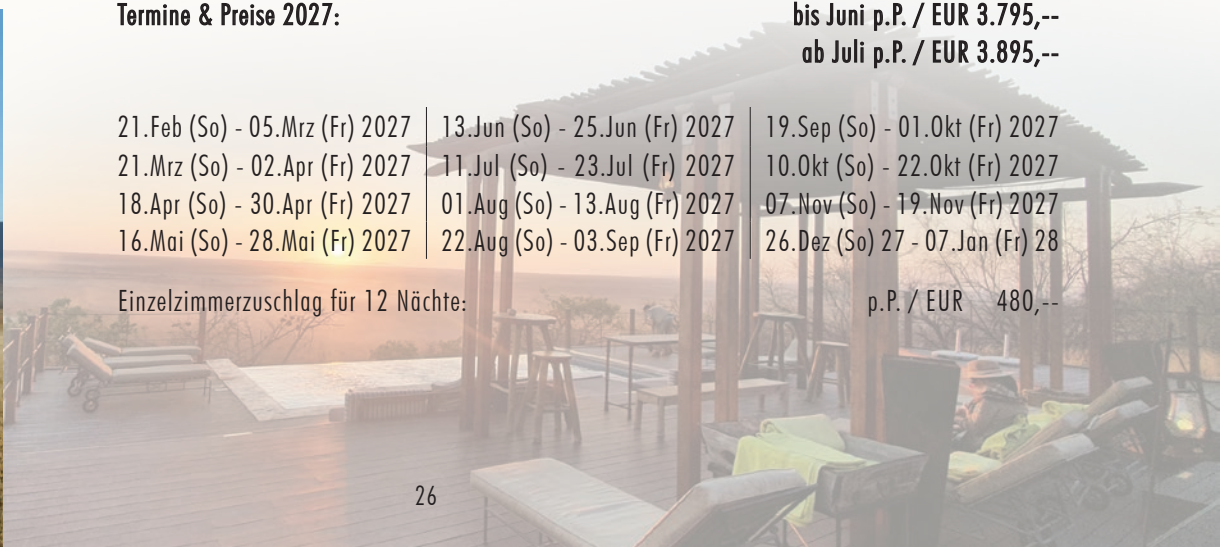 Termine & Preise 2027:
bis Juni p.P. / EUR 3.795,--
ab Juli p.P. / EUR 3.895,--
21.Feb (So) - 05.Mrz (Fr) 2027
21.Mrz (So) - 02.Apr (Fr) 2027
18.Apr (So) - 30.Apr (Fr) 2027
16.Mai (So) - 28.Mai (Fr) 2027
13.Jun (So) - 25.Jun (Fr) 2027
11.Jul (So) - 23.Jul (Fr) 2027
01.Aug (So) - 13.Aug (Fr) 2027
22.Aug (So) - 03.Sep (Fr) 2027
19.Sep (So) - 01.Okt (Fr) 2027
10.Okt (So) - 22.Okt (Fr) 2027
07.Nov (So) - 19.Nov (Fr) 2027
26.Dez (So) 27 - 07.Jan (Fr) 28
Einzelzimmerzuschlag für 12 Nächte: p.P. / EUR 480,--
26